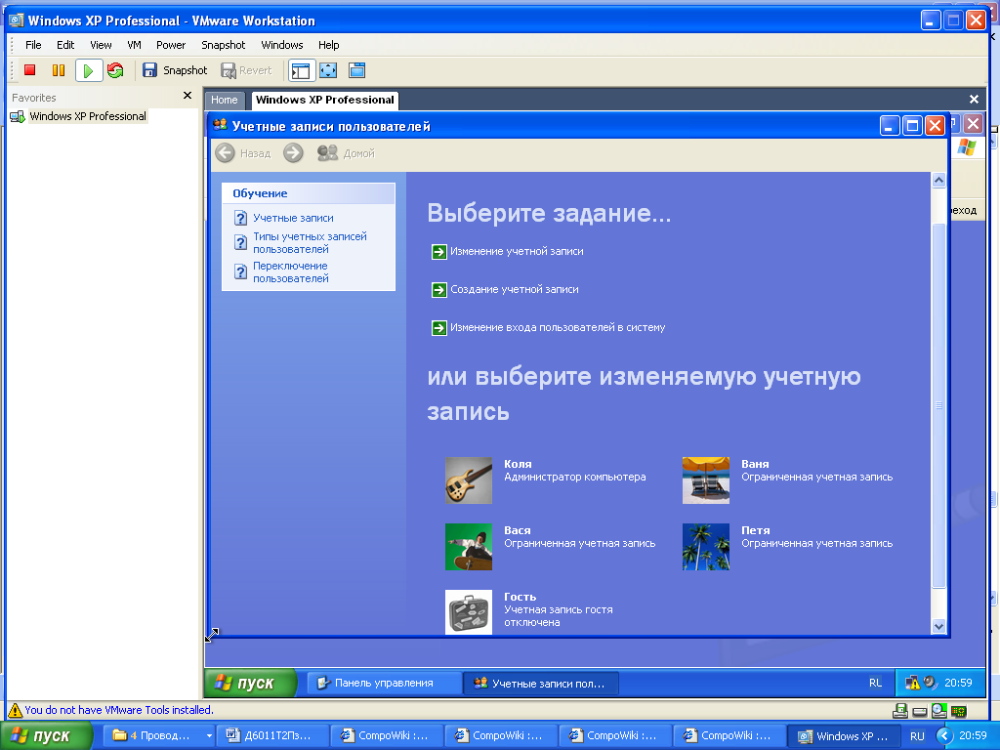 Windows XP Professional - VMware Workstation
File Edit View VM Power Snapshot Windows Help
Snapshot Revert
Favorites
Windows XP Professional
Home Windows XP Professional
Учетные записи пользователей
Назад Домой
еход
Обучение
Учетные записи
Типы учетных записей
пользователей
Переключение
пользователей
Выберите задание...
Изменение учетной записи
Создание учетной записи
Изменение входа пользователей в систему
или выберите изменяемую учетную
запись
Коля
Администратор компьютера
Ваня
Ограниченная учетная запись
Вася
Ограниченная учетная запись
Петя
Ограниченная учетная запись
Гость
Учетная запись гостя
отключена
пуск Панель управления Учетные записи пол... RL 20:59
You do not have VMware Tools installed.
пуск 4 Провод... Д6011Т2Пз... CompoWiki :... CompoWiki :... CompoWiki :... CompoWiki :... Windows XP ... RU 20:59